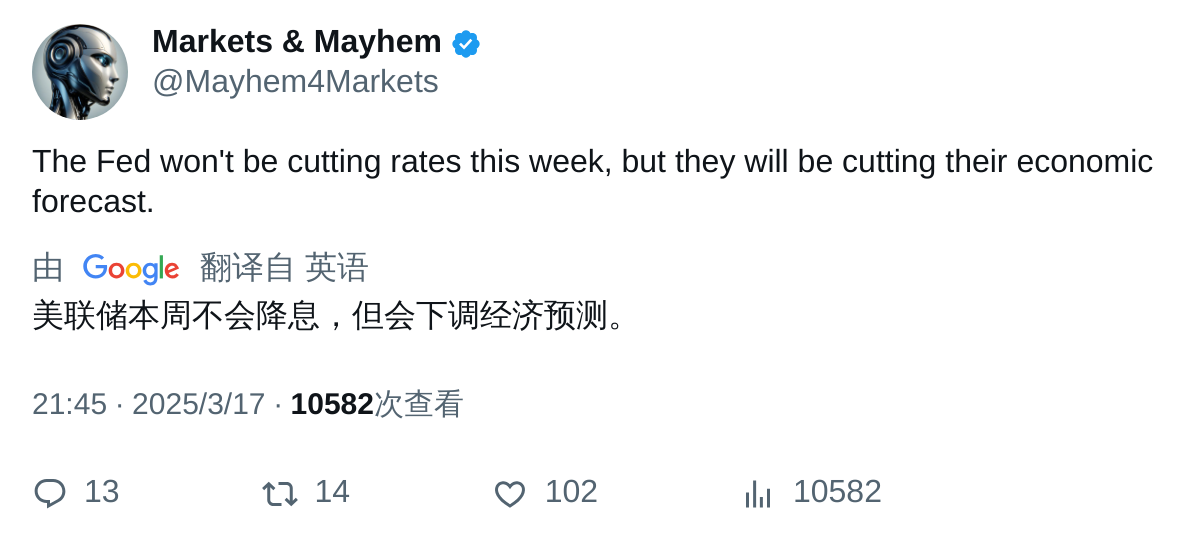 Markets & Mayhem
@Mayhem4Markets
The Fed won't be cutting rates this week, but they will be cutting their economic
forecast.
由 Google 翻译自 英语
美联储本周不会降息，但会下调经济预测。
21:45 · 2025/3/17 · 10582次查看
13 14 102 10582